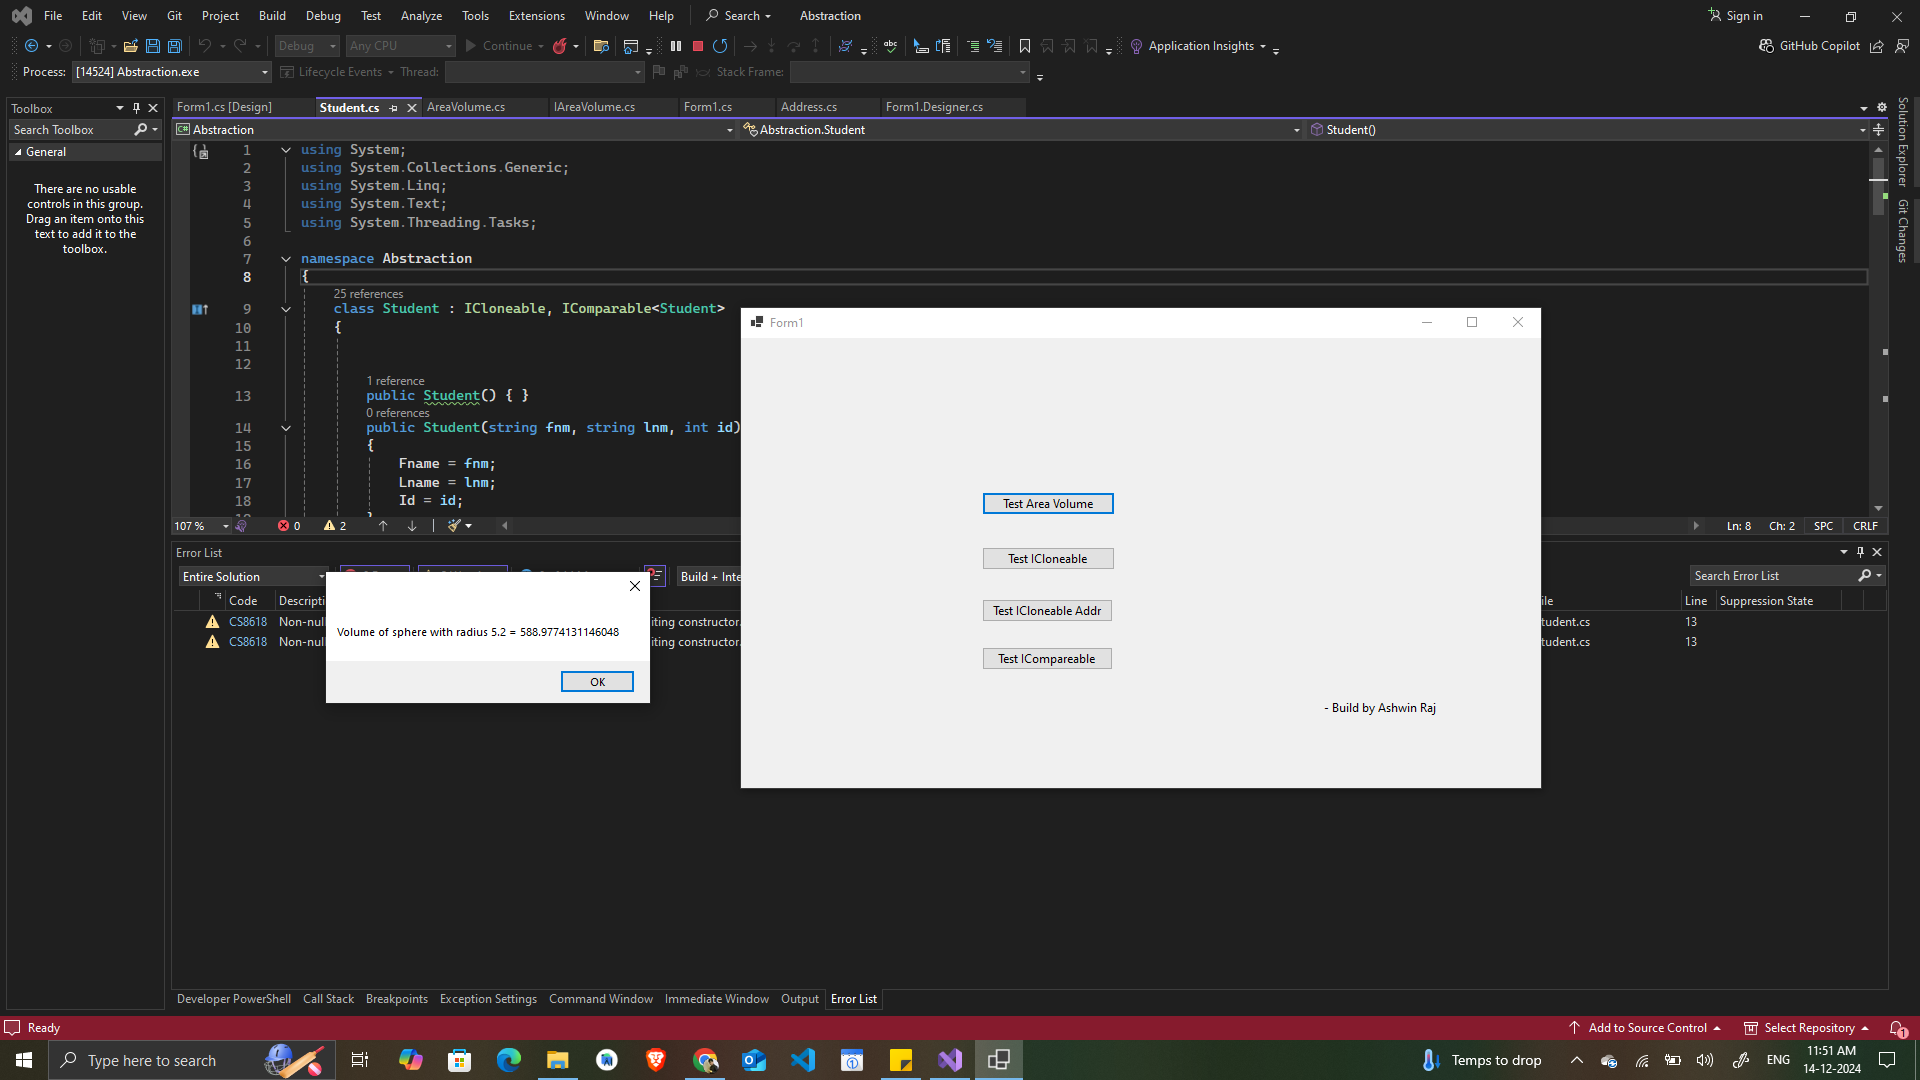 File Edit View Git Project Build Debug Test Analyze Tools Extensions Window Help Search Abstraction Sign in
Debug Any CPU Continue Application Insights GitHub Copilot
Process: [14524] Abstraction.exe Lifecycle Events Thread: Stack Frame:
Toolbox
Search Toolbox
General
There are no usable
controls in this group.
Drag an item onto this
text to add it to the
toolbox.
Form1.cs [Design] Student.cs AreaVolume.cs IAreaVolume.cs Form1.cs Address.cs Form1.Designer.cs
Abstraction Abstraction.Student Student()
1 using System;
2 using System.Collections.Generic;
3 using System.Linq;
4 using System.Text;
5 using System.Threading.Tasks;
6
7 namespace Abstraction
8 {
25 references
9 class Student : ICloneable, IComparable<Student>
10 {
11
12
1 reference
13 public Student() { }
0 references
14 public Student(string fnm, string lnm, int id)
15 {
16 Fname = fnm;
17 Lname = lnm;
18 Id = id;
107 % 0 2 Ln: 8 Ch: 2 SPC CRLF
Solution Explorer
Git Changes
Form1
Test Area Volume
Test ICloneable
Test ICloneable Addr
Test ICompareable
- Build by Ashwin Raj
Error List
Entire Solution Build + Inte Search Error List
Code Descripti Line Suppression State
CS8618 Non-null iting constructor. tudent.cs 13
CS8618 Non-null iting constructor. tudent.cs 13
Volume of sphere with radius 5.2 = 588.9774131146048
OK
Developer PowerShell Call Stack Breakpoints Exception Settings Command Window Immediate Window Output Error List
Ready Add to Source Control Select Repository 1
Type here to search Temps to drop ENG 11:51 AM
14-12-2024